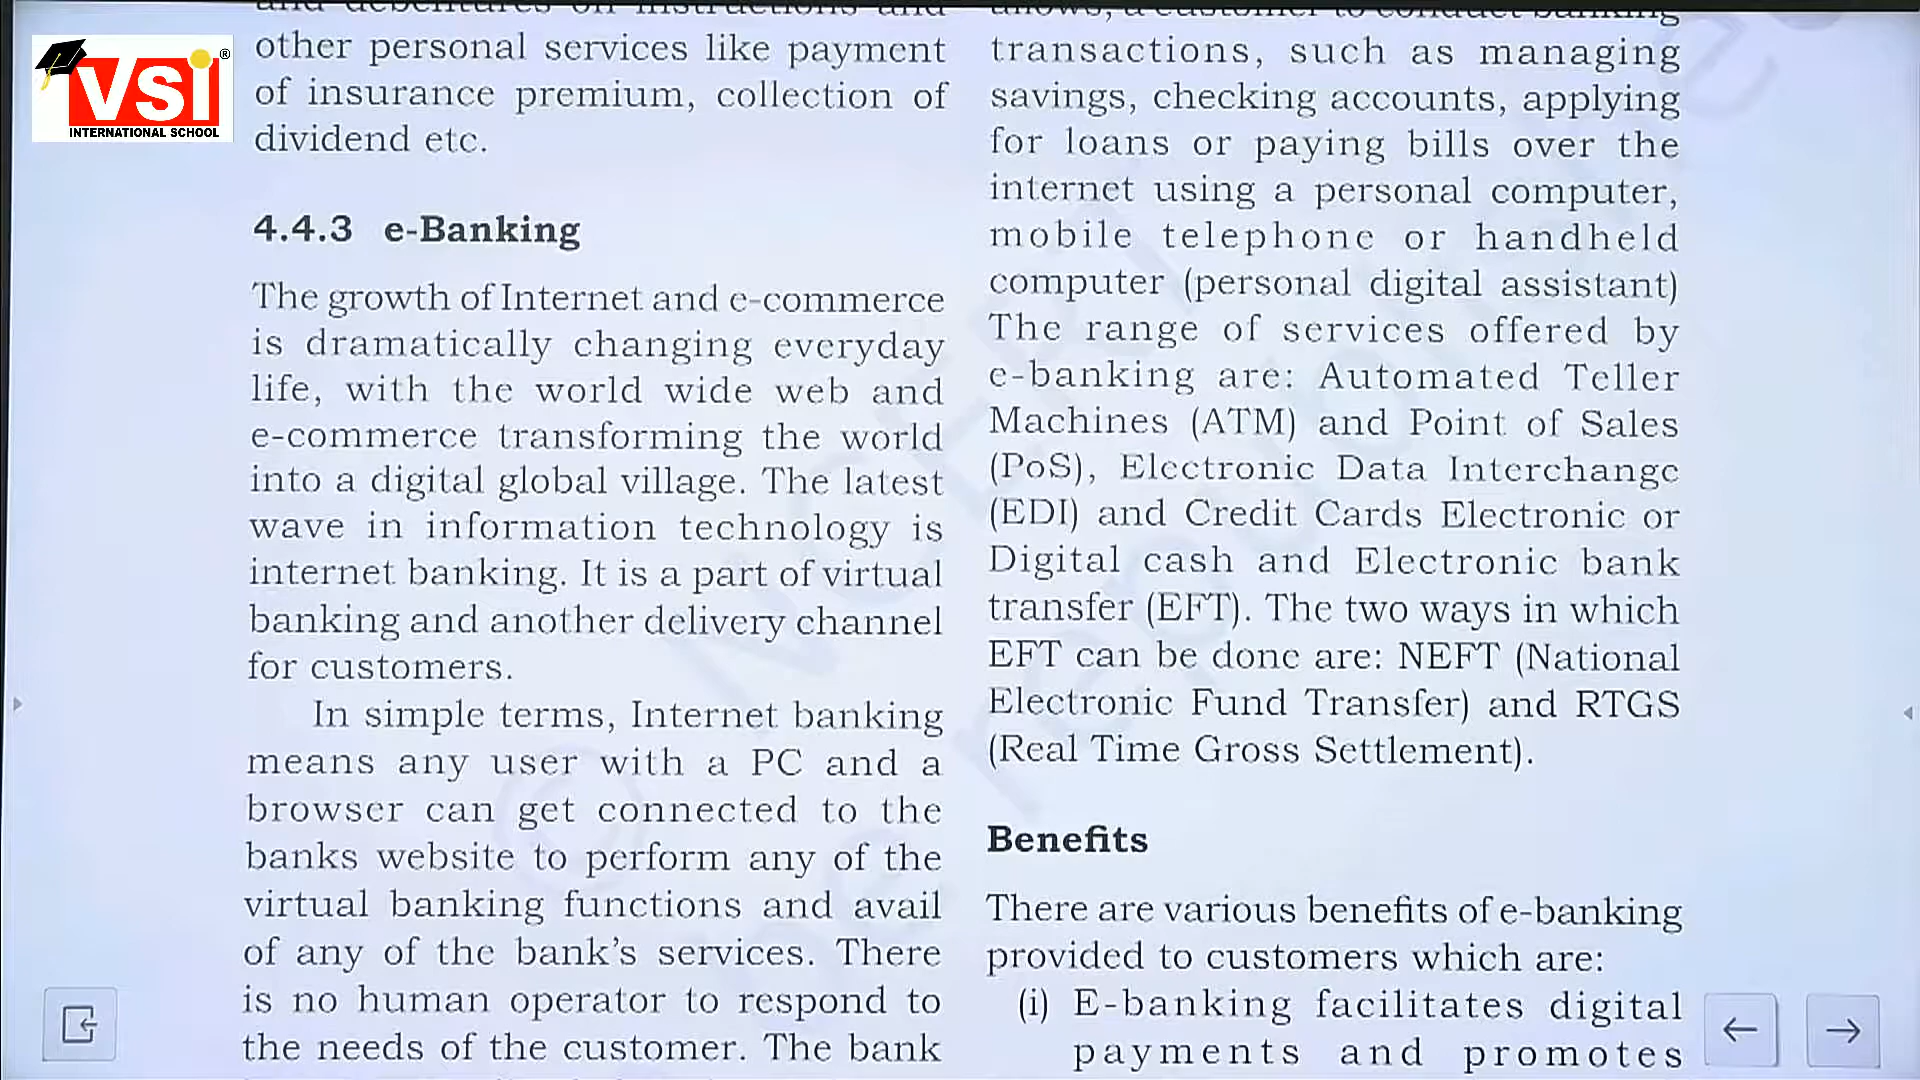 and debentures on instructions and
other personal services like payment
of insurance premium, collection of
dividend etc.
4.4.3 e-Banking
The growth of Internet and e-commerce
is dramatically changing everyday
life, with the world wide web and
e-commerce transforming the world
into a digital global village. The latest
wave in information technology is
internet banking. It is a part of virtual
banking and another delivery channel
for customers.
In simple terms, Internet banking
means any user with a PC and a
browser can get connected to the
banks website to perform any of the
virtual banking functions and avail
of any of the bank's services. There
is no human operator to respond to
the needs of the customer. The bank
allows, a customer to conduct banking
transactions, such as managing
savings, checking accounts, applying
for loans or paying bills over the
internet using a personal computer,
mobile telephone or handheld
computer (personal digital assistant)
The range of services offered by
e-banking are: Automated Teller
Machines (ATM) and Point of Sales
(PoS), Electronic Data Interchange
(EDI) and Credit Cards Electronic or
Digital cash and Electronic bank
transfer (EFT). The two ways in which
EFT can be done are: NEFT (National
Electronic Fund Transfer) and RTGS
(Real Time Gross Settlement).
Benefits
There are various benefits of e-banking
provided to customers which are:
(i) E-banking facilitates digital
payments and promotes
VSI ®
INTERNATIONAL SCHOOL